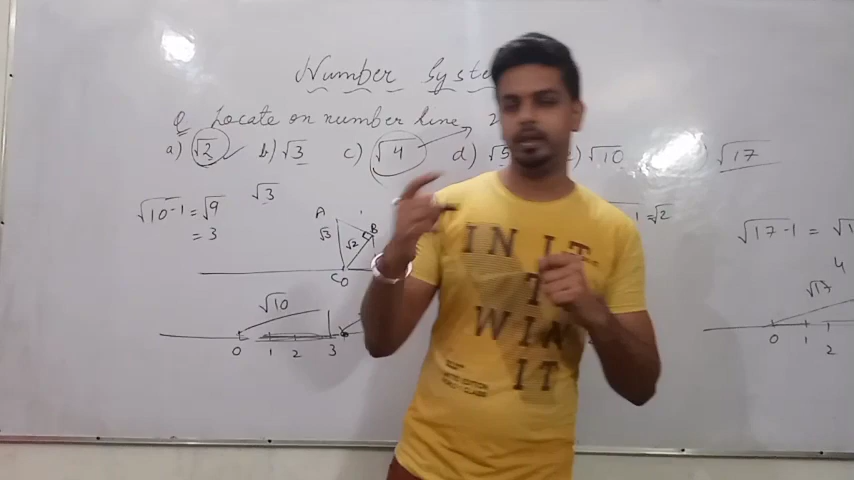 Number Syste
Q Locate on number line
a) √2 b) √3 c) √4 d) √5 √10 √17
√10-1 = √9
= 3
√3
A
√3
√2
B
1 = √2
√17-1 =
4
√10
0 1 2 3
√17
0 1 2
IN IT
WIN
IT